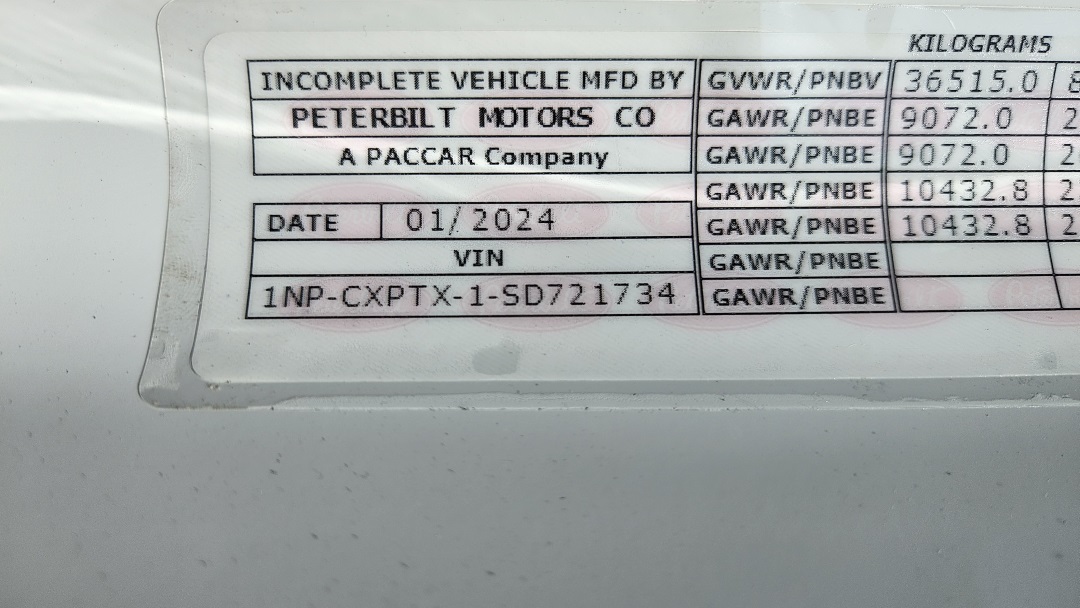 KILOGRAMS
INCOMPLETE VEHICLE MFD BY GVWR/PNBV 36515.0
PETERBILT MOTORS CO GAWR/PNBE 9072.0
A PACCAR Company GAWR/PNBE 9072.0
GAWR/PNBE 10432.8
DATE 01/2024 GAWR/PNBE 10432.8
VIN GAWR/PNBE
1NP-CXPTX-1-SD721734 GAWR/PNBE